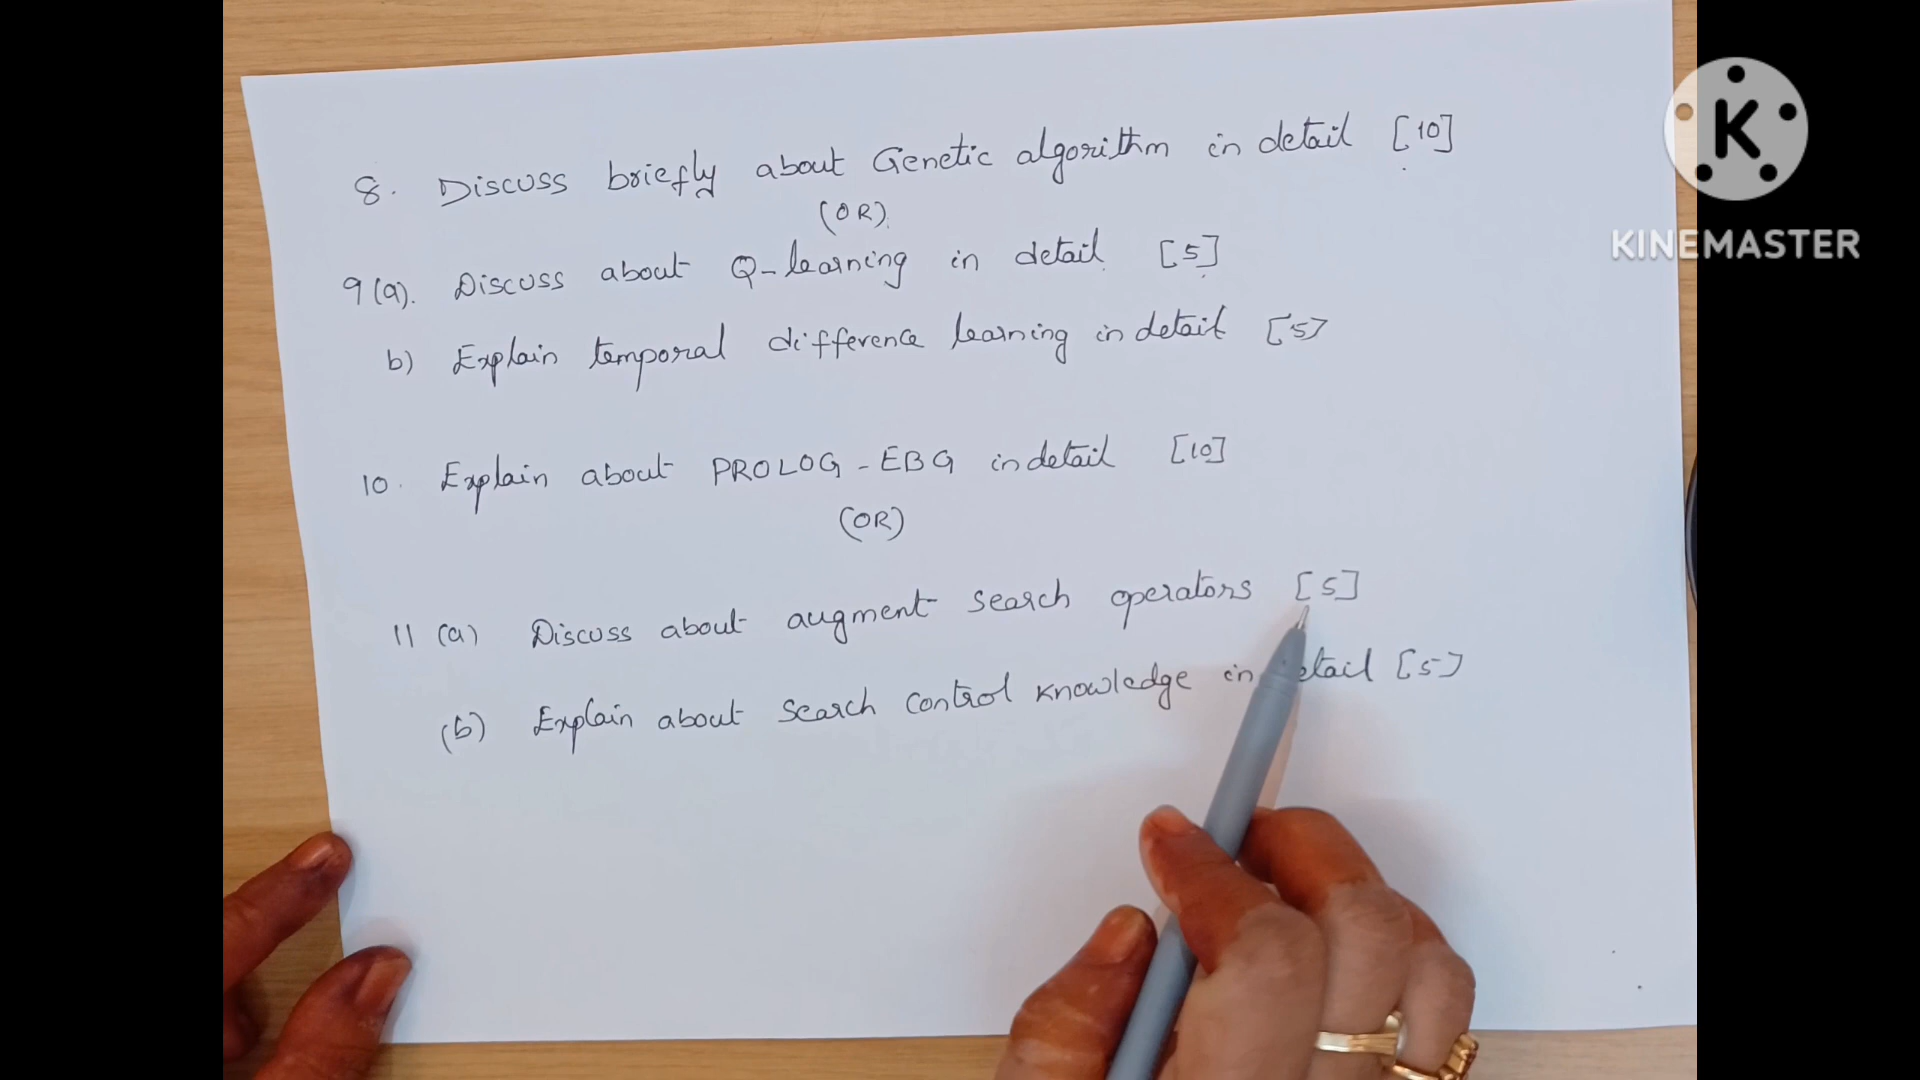 8. Discuss briefly about Genetic algorithm in detail [10]
(OR).
9(a). Discuss about Q-learning in detail [5]
b) Explain temporal difference learning in detail [5]
10. Explain about PROLOG-EBG in detail [10]
(OR)
11 (a) Discuss about augment search operators [5]
(b) Explain about Search control knowledge in etail [5]
K
KINEMASTER